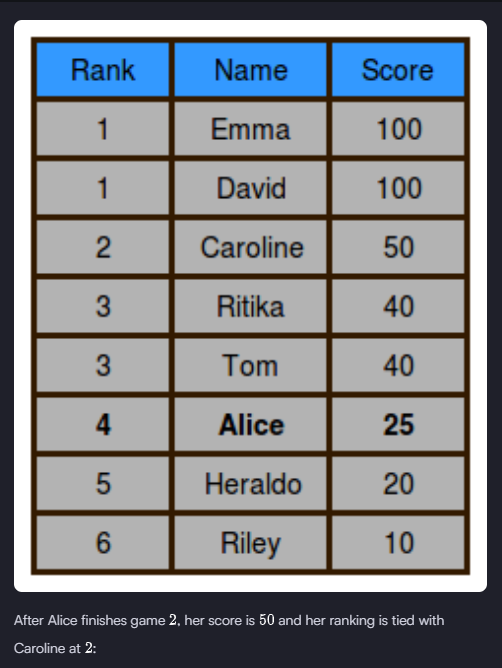 Rank Name Score
1 Emma 100
1 David 100
2 Caroline 50
3 Ritika 40
3 Tom 40
4 Alice 25
5 Heraldo 20
6 Riley 10
After Alice finishes game 2, her score is 50 and her ranking is tied with
Caroline at 2: